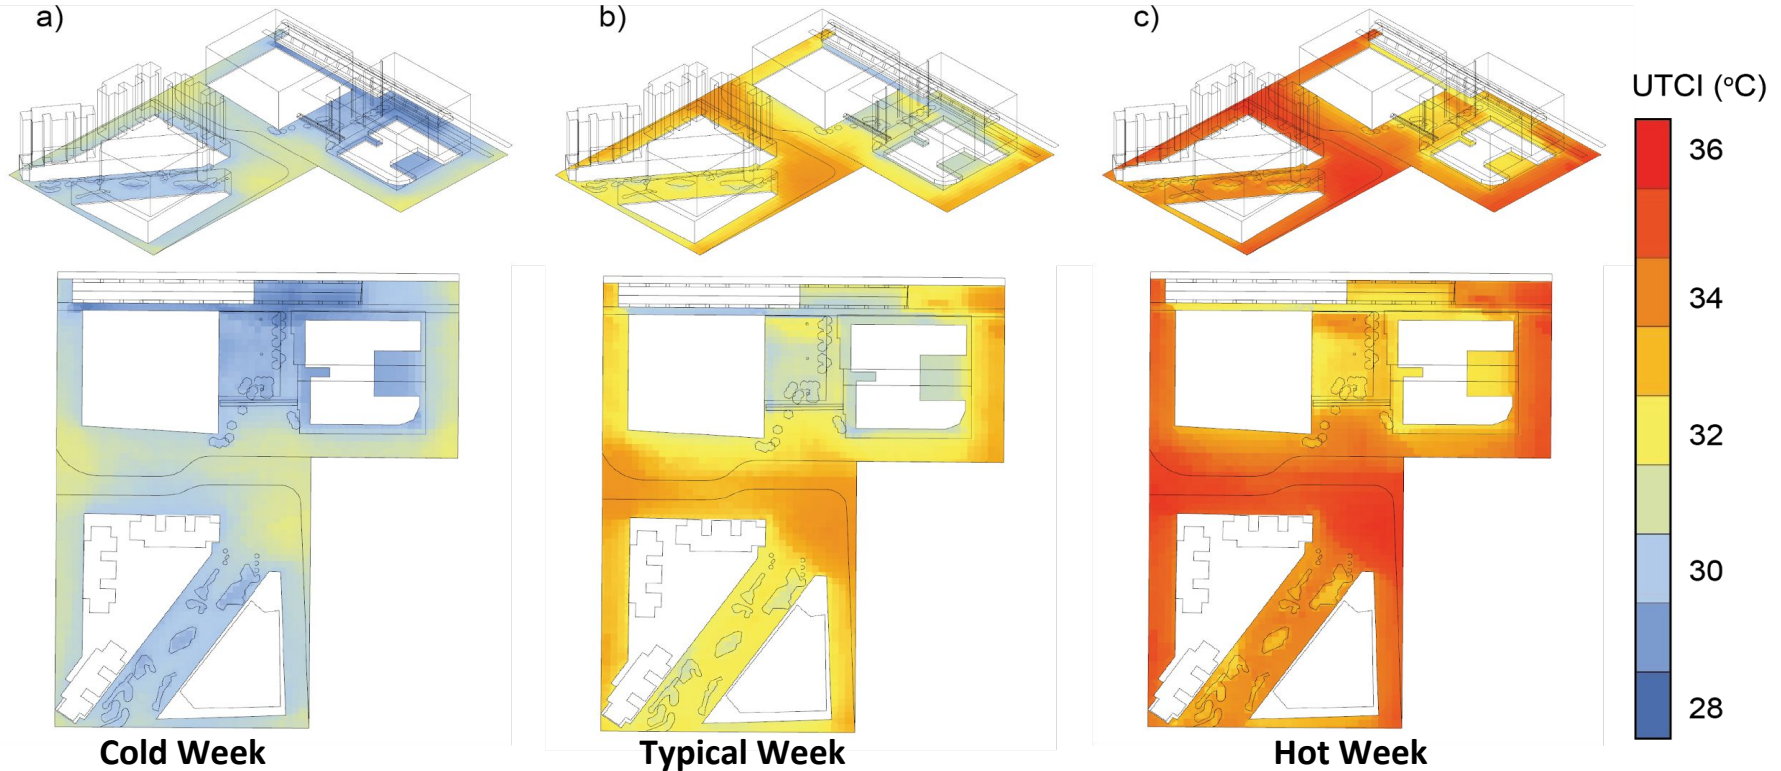 a)
b)
c)
UTCI (°C)
36
34
32
30
28
Cold Week
Typical Week
Hot Week